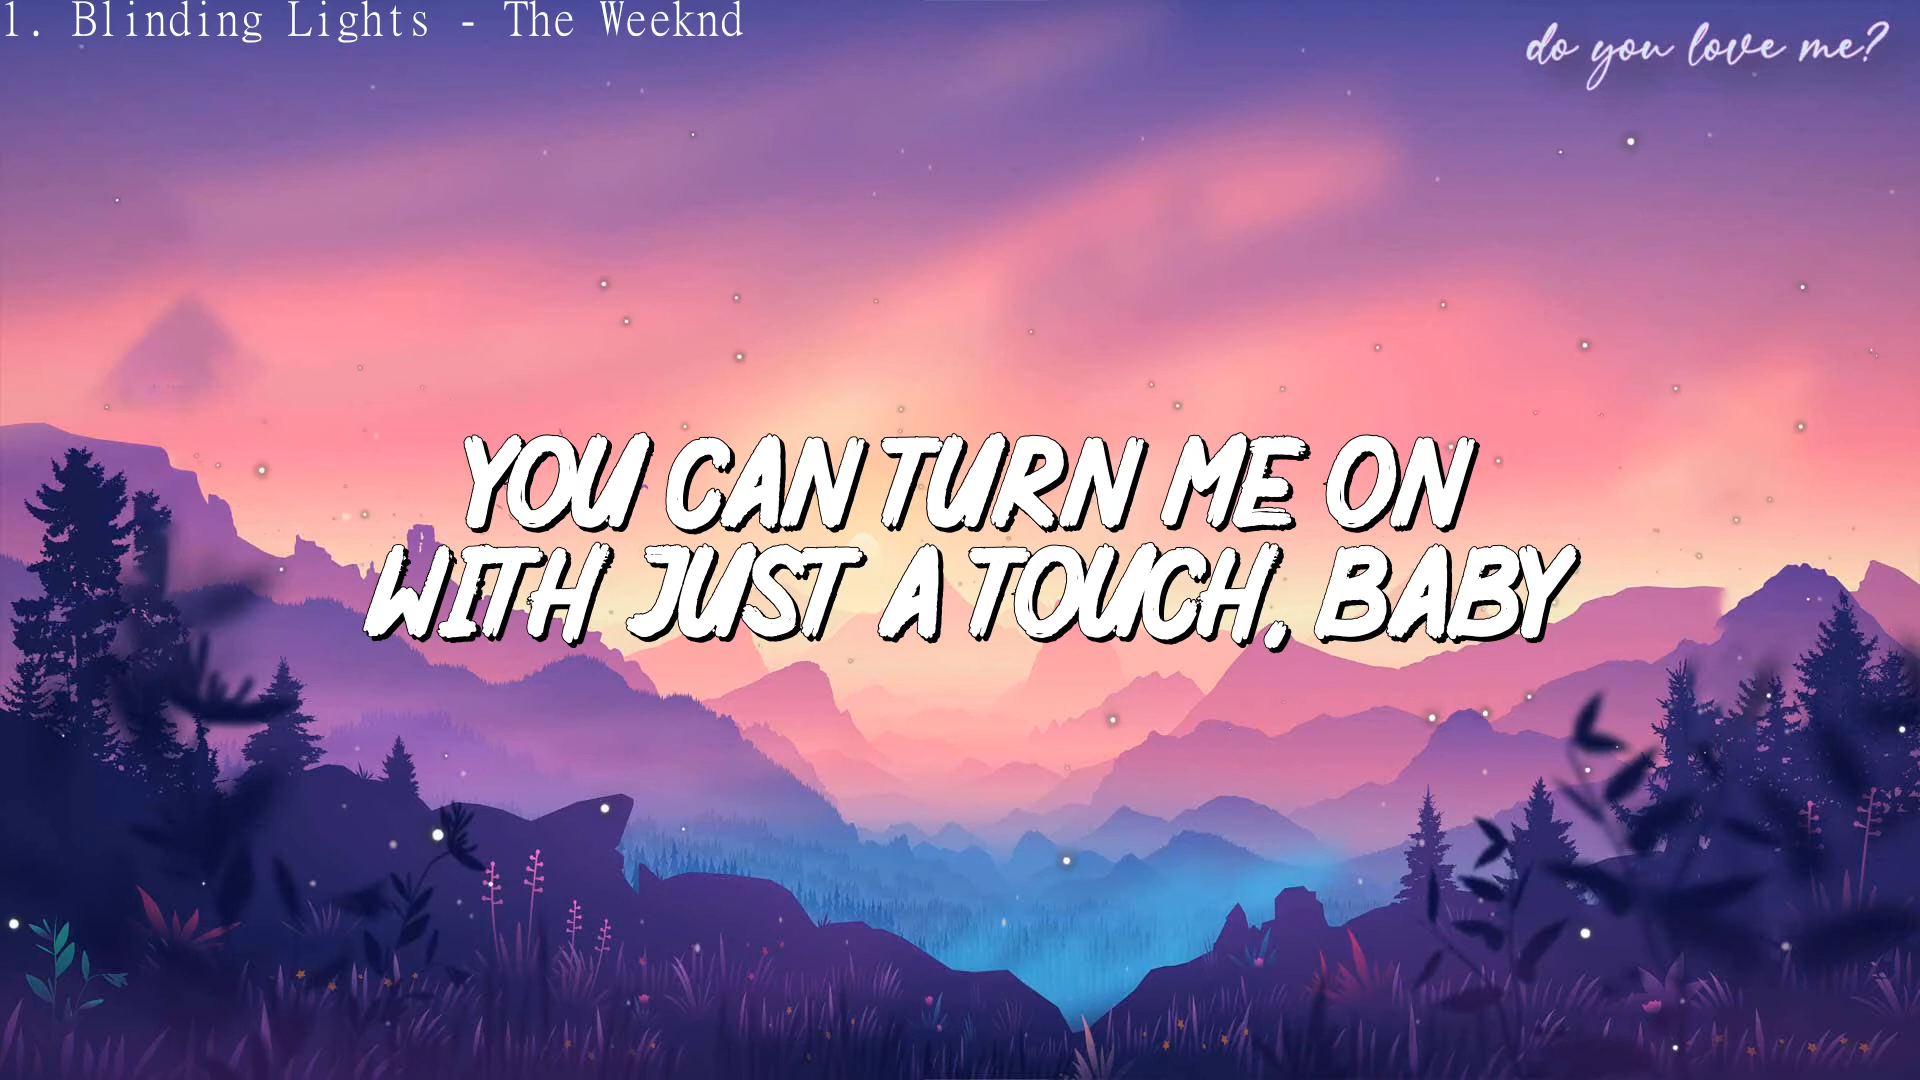 1. Blinding Lights - The Weeknd
do you love me?
YOU CAN TURN ME ON
WITH JUST A TOUCH, BABY